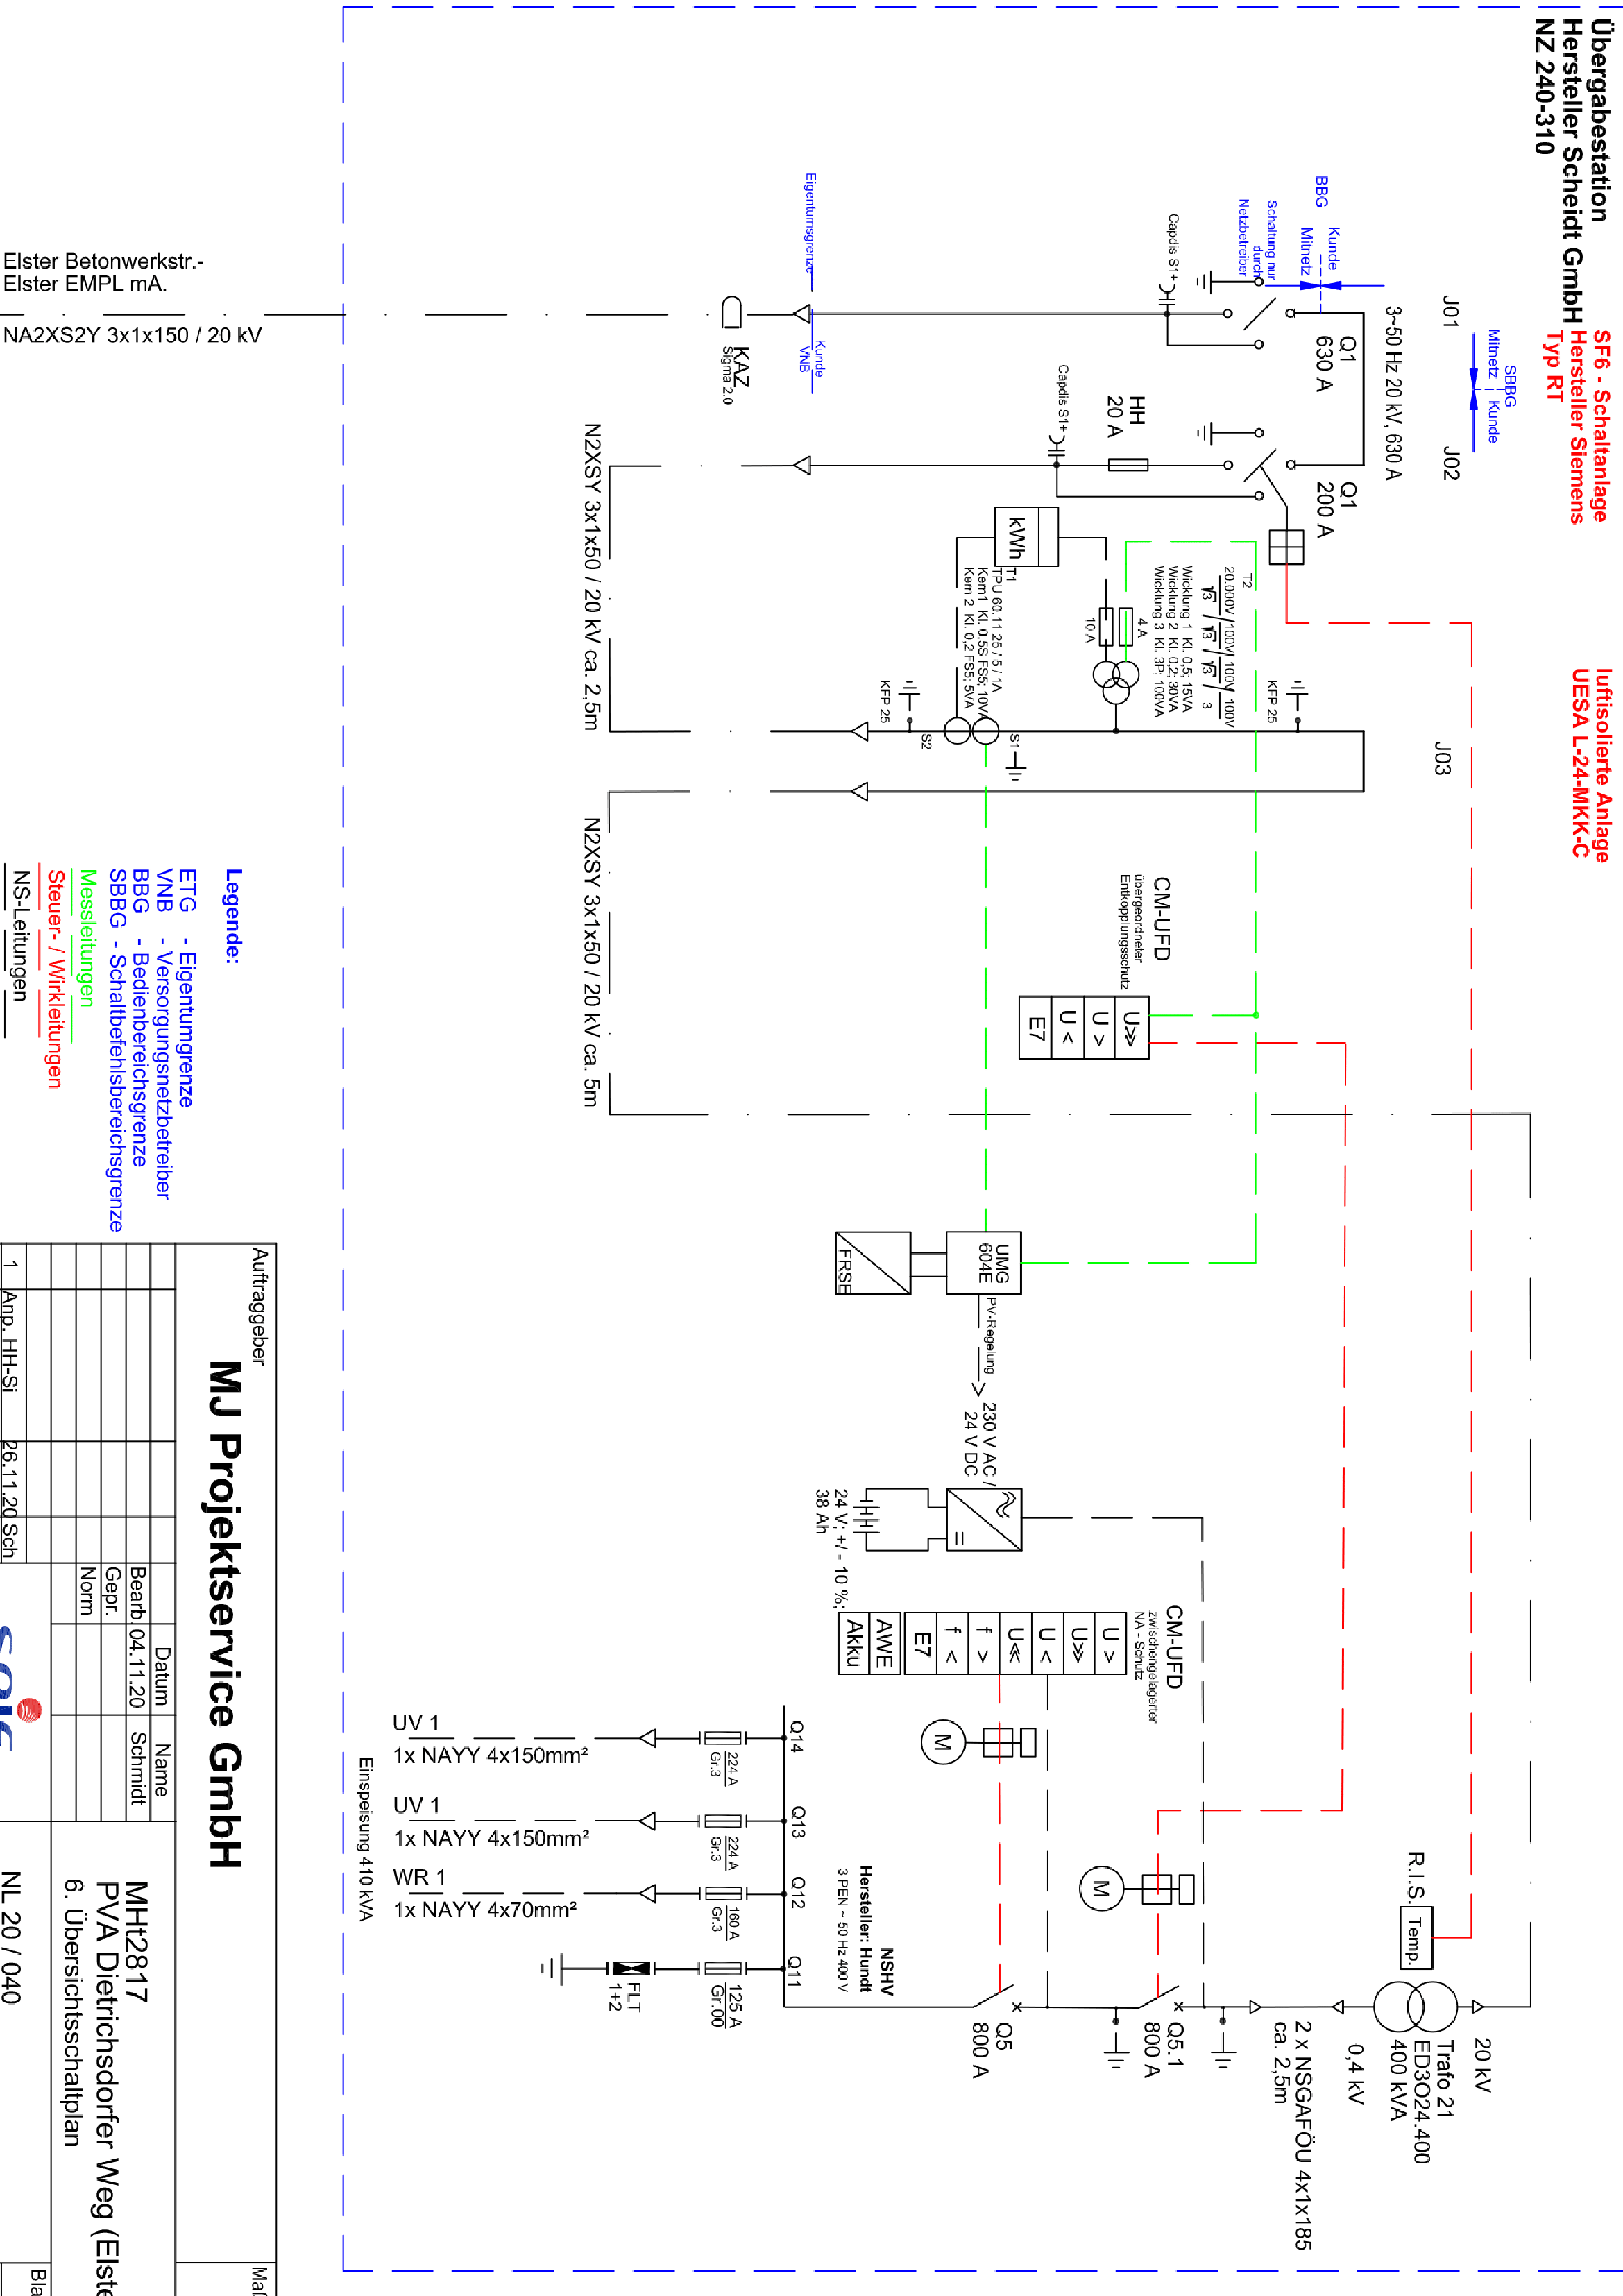 Übergabestation
Hersteller Scheidt GmbH
NZ 240-310
SF6 - Schaltanlage
Hersteller Siemens
Typ RT
luftisolierte Anlage
UESA L-24-MKK-C
J01
SBBG
Mitnetz
Kunde
J02
J03
3~50 Hz 20 kV, 630 A
BBG
Kunde
Mitnetz
Schaltung nur
durch
Netzbetreiber
Q1
630 A
Q1
200 A
Capdis S1+
HH
20 A
Capdis S1+
Eigentumsgrenze
Kunde
VNB
KAZ
Sigma 2.0
kWh
T1
TPU 60.11 25 / 5 / 1A
Kern1 Kl. 0,5S FS5; 10VA
Kern 2 Kl. 0,2 FS5; 5VA
T2
20.000V/100V/ 100V/ 100V
√3 / √3 / √3 / 3
Wicklung 1 Kl. 0,5; 15VA
Wicklung 2 Kl. 0,2; 30VA
Wicklung 3 Kl. 3P; 100VA
4 A
10 A
KFP 25
KFP 25
S1
S2
N2XSY 3x1x50 / 20 kV ca. 2,5m
N2XSY 3x1x50 / 20 kV ca. 5m
CM-UFD
übergeordneter
Entkopplungsschutz
U>>
U >
U <
E7
UMG
604E
FRSE
PV-Regelung
230 V AC /
24 V DC
24 V; +/ - 10 %;
38 Ah
CM-UFD
zwischengelagerter
NA - Schutz
U >
U>>
U <
U<<
f >
f <
E7
AWE
Akku
M
M
R.I.S.
Temp.
20 kV
Trafo 21
ED3O24.400
400 kVA
0,4 kV
2 x NSGAFÖU 4x1x185
ca. 2,5m
Q5.1
800 A
Q5
800 A
NSHV
Hersteller: Hundt
3 PEN ~ 50 Hz 400 V
Q14
Q13
Q12
Q11
224 A
Gr.3
224 A
Gr.3
160 A
Gr.3
125 A
Gr.00
FLT
1+2
UV 1
1x NAYY 4x150mm²
UV 1
1x NAYY 4x150mm²
WR 1
1x NAYY 4x70mm²
Einspeisung 410 kVA
Elster Betonwerkstr.-
Elster EMPL mA.
NA2XS2Y 3x1x150 / 20 kV
Legende:
ETG - Eigentumgrenze
VNB - Versorgungsnetzbetreiber
BBG - Bedienbereichsgrenze
SBBG - Schaltbefehlsbereichsgrenze
Messleitungen
Steuer- / Wirkleitungen
NS-Leitungen
Auftraggeber
MJ Projektservice GmbH
Datum
Name
Bearb
04.11.20
Schmidt
Gepr.
Norm
1
Anp. HH-Si
26.11.20
Sch
MHt2817
PVA Dietrichsdorfer Weg (Elste
6. Übersichtsschaltplan
NL 20 / 040